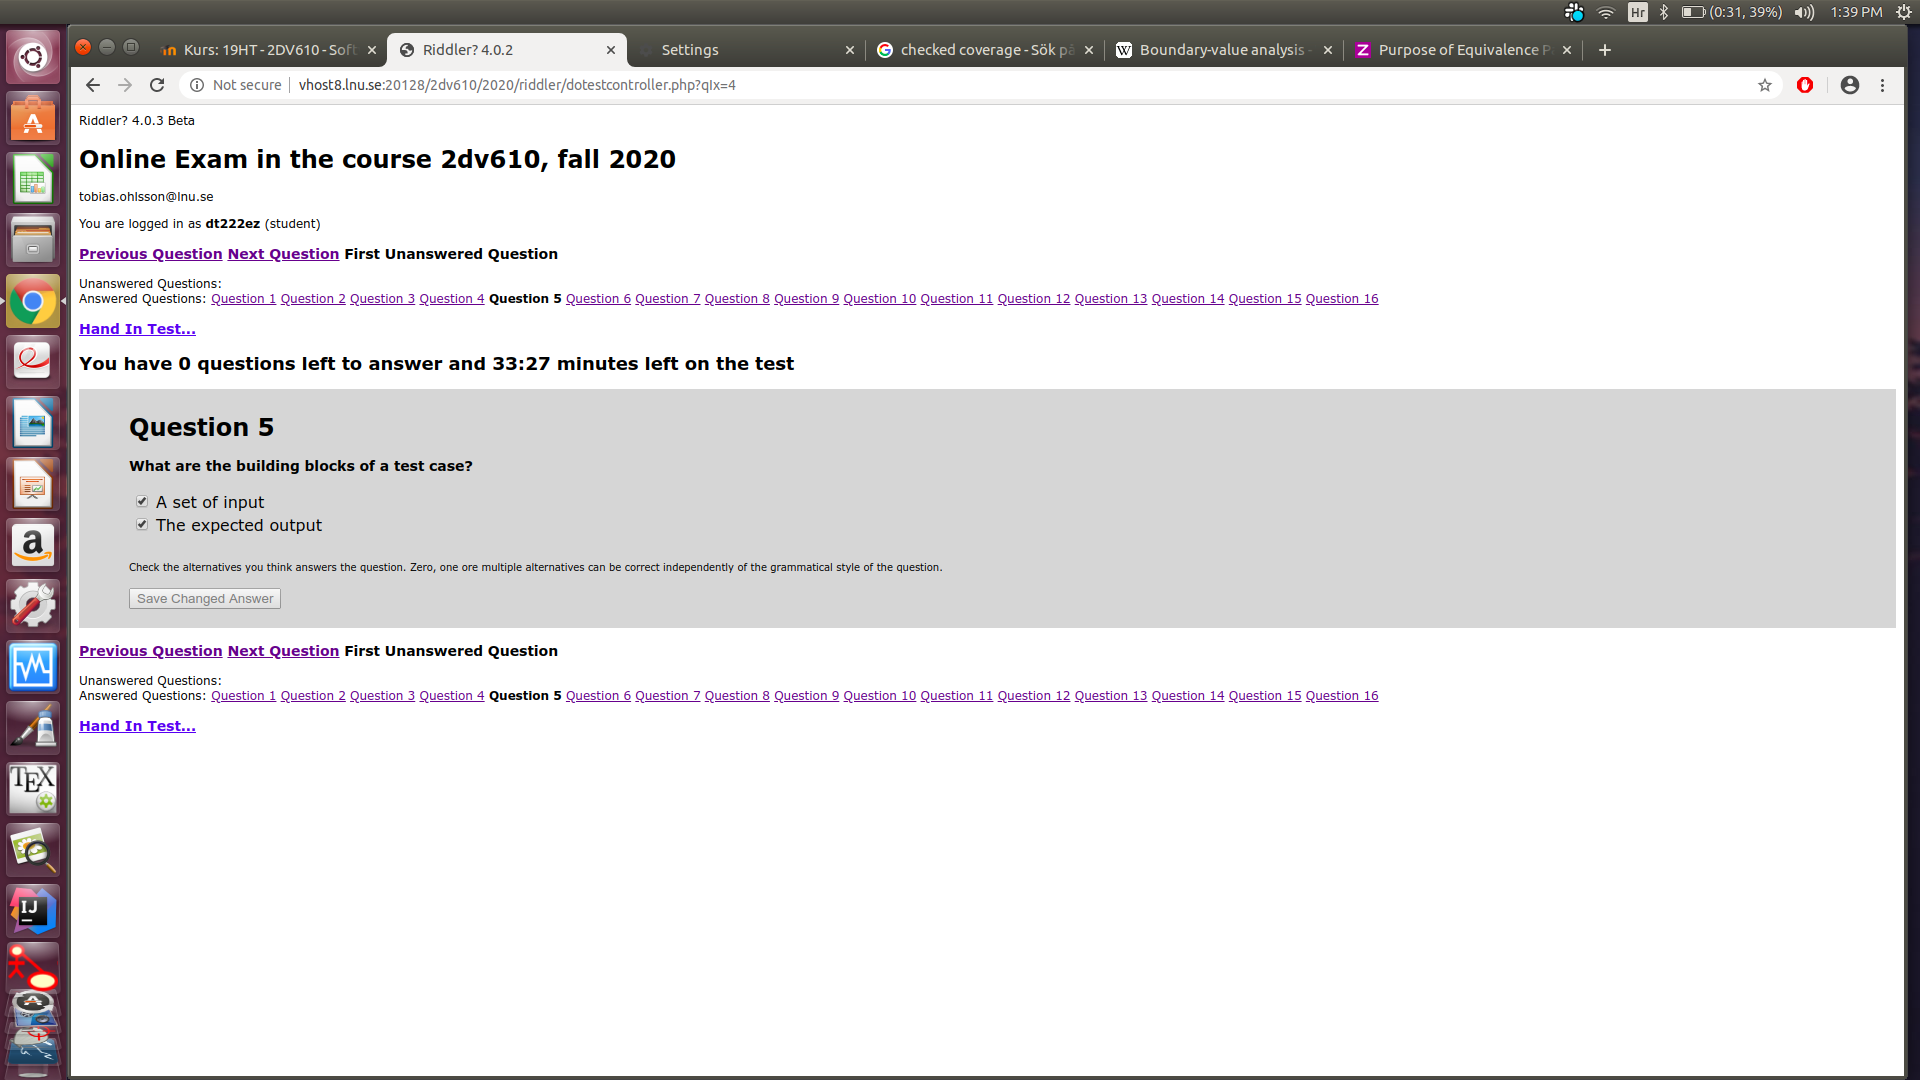 Hr (0:31, 39%) 1:39 PM
Kurs: 19HT - 2DV610 - Soft Riddler? 4.0.2 Settings checked coverage - Sök på Boundary-value analysis - Purpose of Equivalence P
Not secure vhost8.lnu.se:20128/2dv610/2020/riddler/dotestcontroller.php?qIx=4
Riddler? 4.0.3 Beta
Online Exam in the course 2dv610, fall 2020
tobias.ohlsson@lnu.se
You are logged in as dt222ez (student)
Previous Question Next Question First Unanswered Question
Unanswered Questions:
Answered Questions: Question 1 Question 2 Question 3 Question 4 Question 5 Question 6 Question 7 Question 8 Question 9 Question 10 Question 11 Question 12 Question 13 Question 14 Question 15 Question 16
Hand In Test...
You have 0 questions left to answer and 33:27 minutes left on the test
Question 5
What are the building blocks of a test case?
A set of input
The expected output
Check the alternatives you think answers the question. Zero, one ore multiple alternatives can be correct independently of the grammatical style of the question.
Save Changed Answer
Previous Question Next Question First Unanswered Question
Unanswered Questions:
Answered Questions: Question 1 Question 2 Question 3 Question 4 Question 5 Question 6 Question 7 Question 8 Question 9 Question 10 Question 11 Question 12 Question 13 Question 14 Question 15 Question 16
Hand In Test...
a
TEX
IJ